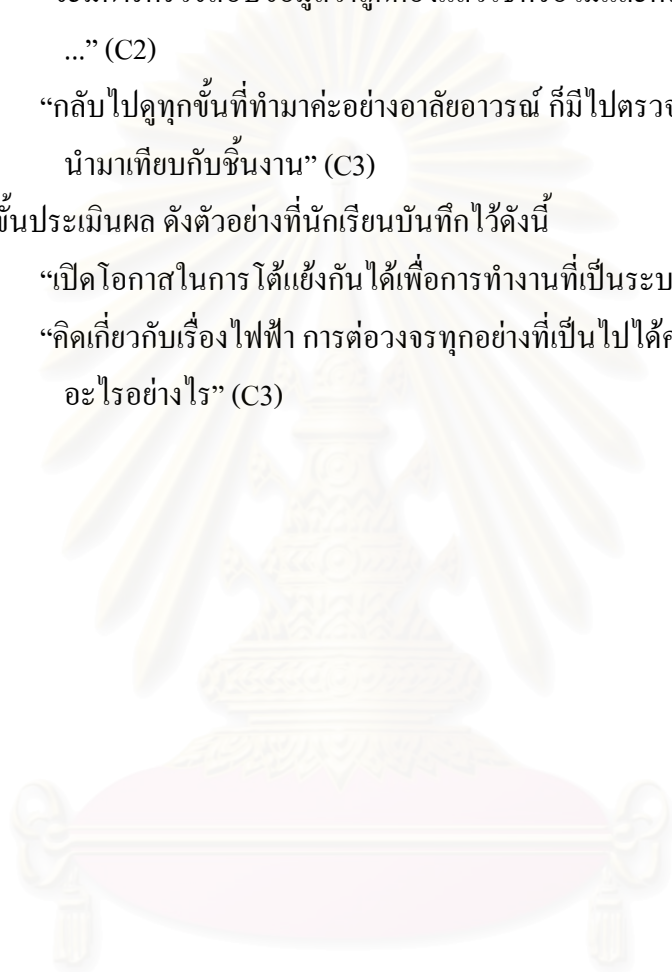 ...” (C2)
“กลับไปดูทุกขั้นที่ทำมาค่ะอย่างอาลัยอาวรณ์ ก็มีไปตรวจ
นำมาเทียบกับชิ้นงาน” (C3)
ขั้นประเมินผล ดังตัวอย่างที่นักเรียนบันทึกไว้ดังนี้
“เปิดโอกาสในการโต้แย้งกันได้เพื่อการทำงานที่เป็นระบ
“คิดเกี่ยวกับเรื่องไฟฟ้า การต่อวงจรทุกอย่างที่เป็นไปได้
อะไรอย่างไร” (C3)